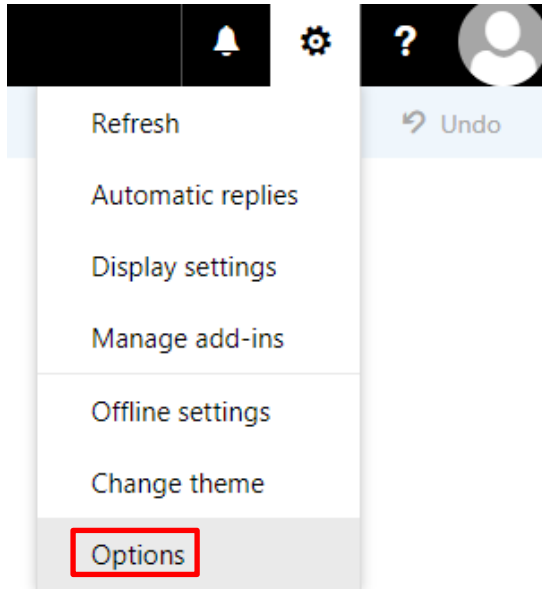 ?
Refresh
Undo
Automatic replies
Display settings
Manage add-ins
Offline settings
Change theme
Options